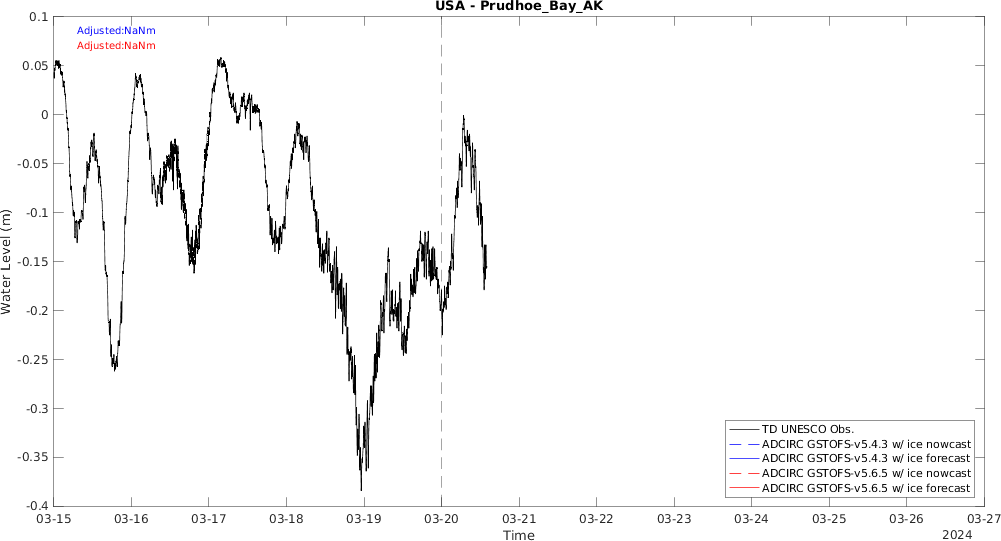 USA - Prudhoe_Bay_AK
Adjusted:NaNm
Adjusted:NaNm
0.1
0.05
0
-0.05
-0.1
-0.15
-0.2
-0.25
-0.3
-0.35
-0.4
Water Level (m)
TD UNESCO Obs.
ADCIRC GSTOFS-v5.4.3 w/ ice nowcast
ADCIRC GSTOFS-v5.4.3 w/ ice forecast
ADCIRC GSTOFS-v5.6.5 w/ ice nowcast
ADCIRC GSTOFS-v5.6.5 w/ ice forecast
03-15 03-16 03-17 03-18 03-19 03-20 03-21 03-22 03-23 03-24 03-25 03-26 03-27
Time
2024